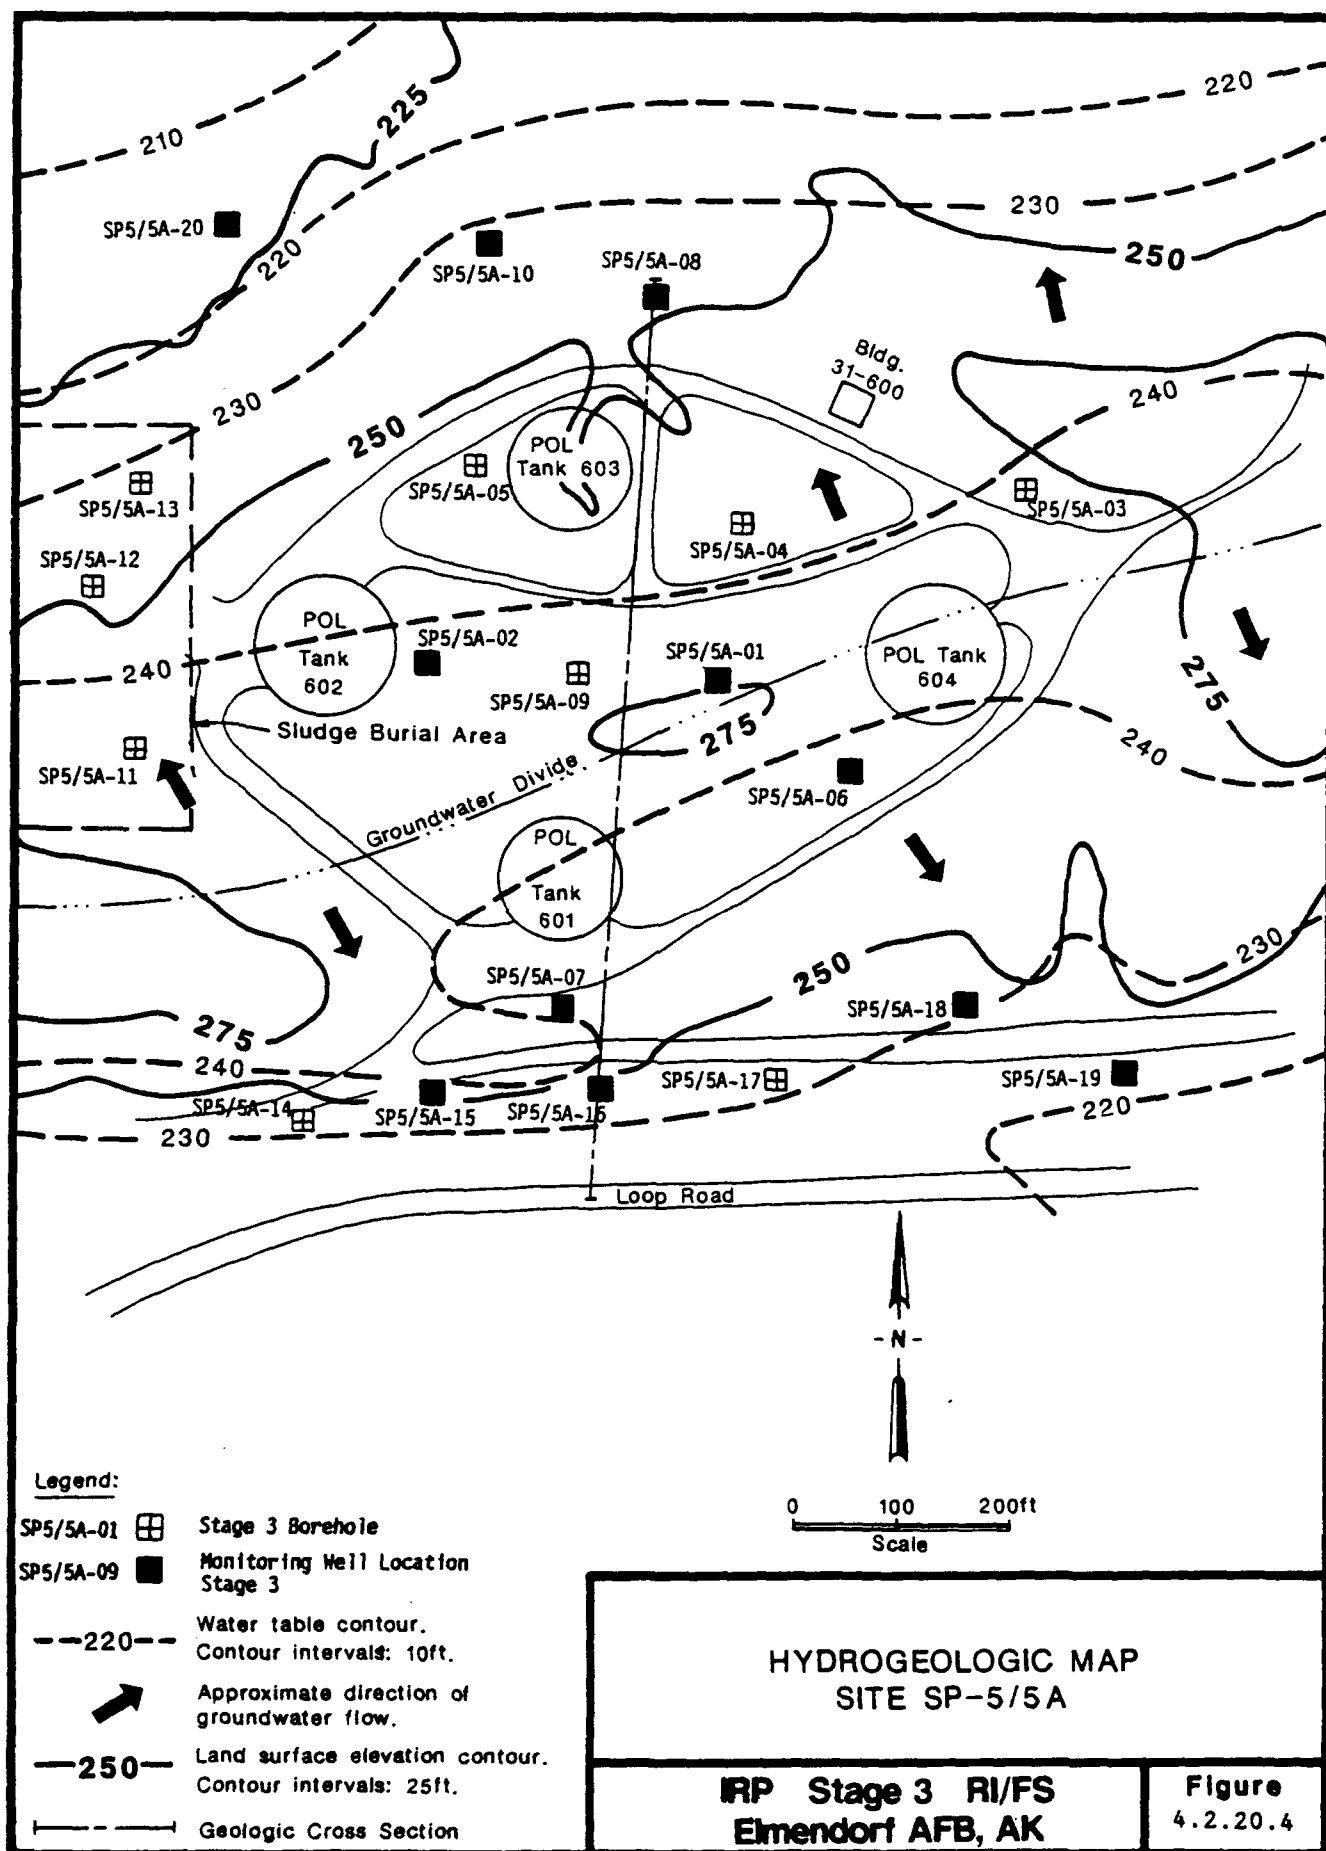 220
210
225
230
SP5/5A-20
SP5/5A-10
SP5/5A-08
250
220
Bldg.
31-600
240
230
250
POL
Tank 603
SP5/5A-05
SP5/5A-13
SP5/5A-03
SP5/5A-04
SP5/5A-12
POL
Tank
602
SP5/5A-02
SP5/5A-01
POL Tank
604
240
SP5/5A-09
275
275
Sludge Burial Area
240
SP5/5A-11
SP5/5A-06
Groundwater Divide
POL
Tank
601
230
250
SP5/5A-07
SP5/5A-18
275
240
SP5/5A-17
SP5/5A-19
SP5/5A-14
SP5/5A-15
SP5/5A-16
220
230
Loop Road
-N-
Legend:
SP5/5A-01 Stage 3 Borehole
SP5/5A-09 Monitoring Well Location
Stage 3
220 Water table contour.
Contour intervals: 10ft.
Approximate direction of
groundwater flow.
250 Land surface elevation contour.
Contour intervals: 25ft.
Geologic Cross Section
0 100 200ft
Scale
HYDROGEOLOGIC MAP
SITE SP-5/5A
IRP Stage 3 RI/FS
Elmendorf AFB, AK
Figure
4.2.20.4